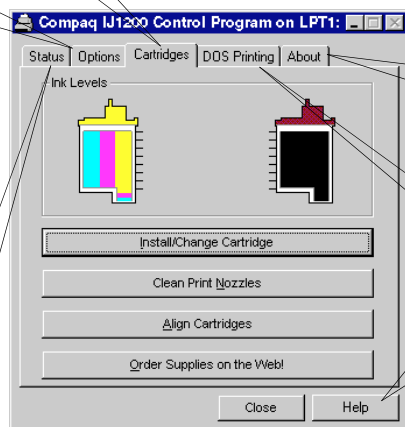 Compaq IJ1200 Control Program on LPT1:
Status Options Cartridges DOS Printing About
Ink Levels
Install/Change Cartridge
Clean Print Nozzles
Align Cartridges
Order Supplies on the Web!
Close Help